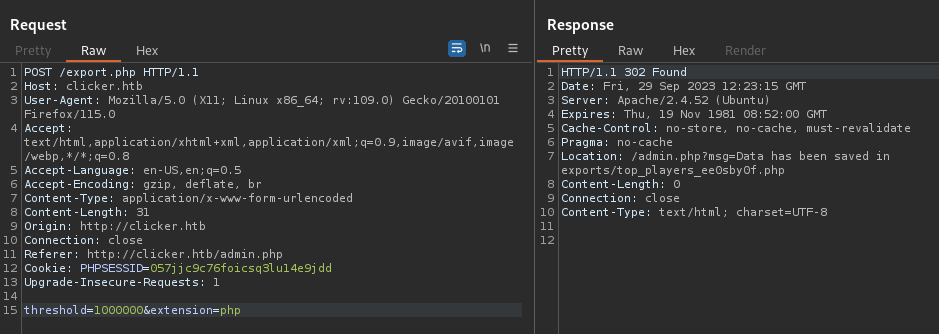 Request
Pretty Raw Hex \n
1 POST /export.php HTTP/1.1
2 Host: clicker.htb
3 User-Agent: Mozilla/5.0 (X11; Linux x86_64; rv:109.0) Gecko/20100101
Firefox/115.0
4 Accept:
text/html,application/xhtml+xml,application/xml;q=0.9,image/avif,image
/webp,*/*;q=0.8
5 Accept-Language: en-US,en;q=0.5
6 Accept-Encoding: gzip, deflate, br
7 Content-Type: application/x-www-form-urlencoded
8 Content-Length: 31
9 Origin: http://clicker.htb
10 Connection: close
11 Referer: http://clicker.htb/admin.php
12 Cookie: PHPSESSID=057jjc9c76foicsq3lu14e9jdd
13 Upgrade-Insecure-Requests: 1
14
15 threshold=1000000&extension=php
Response
Pretty Raw Hex Render
1 HTTP/1.1 302 Found
2 Date: Fri, 29 Sep 2023 12:23:15 GMT
3 Server: Apache/2.4.52 (Ubuntu)
4 Expires: Thu, 19 Nov 1981 08:52:00 GMT
5 Cache-Control: no-store, no-cache, must-revalidate
6 Pragma: no-cache
7 Location: /admin.php?msg=Data has been saved in
exports/top_players_ee0sby0f.php
8 Content-Length: 0
9 Connection: close
10 Content-Type: text/html; charset=UTF-8
11
12